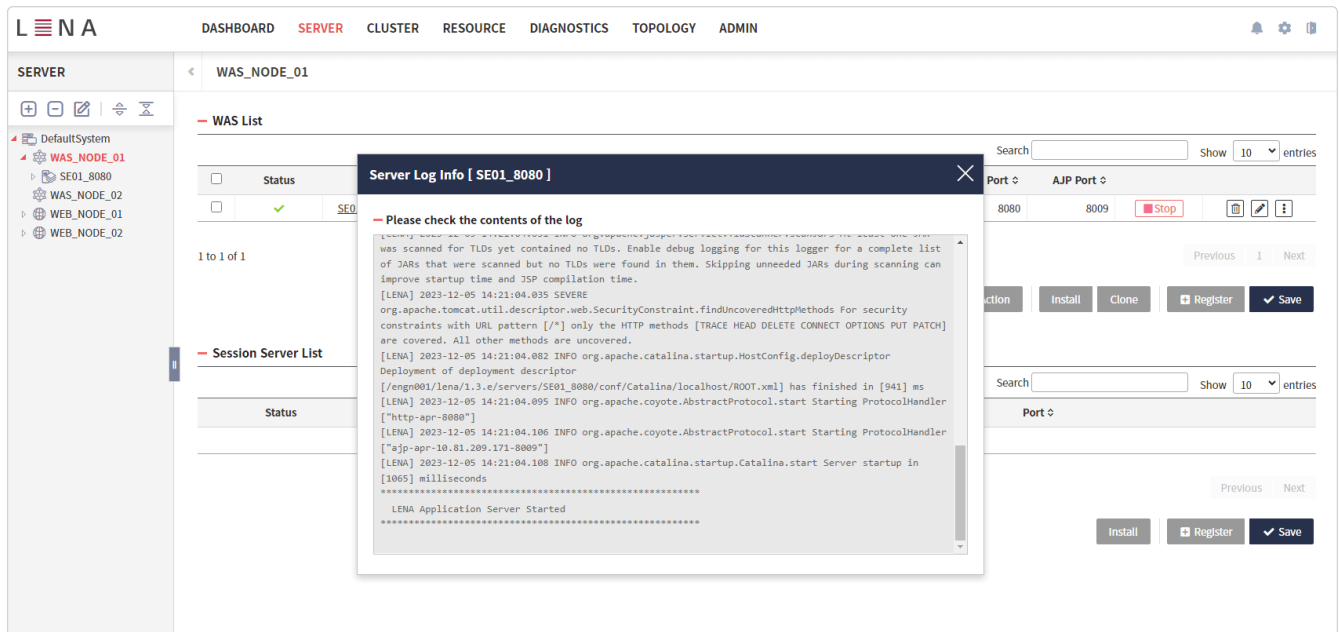 LENA
DASHBOARD SERVER CLUSTER RESOURCE DIAGNOSTICS TOPOLOGY ADMIN
SERVER
WAS_NODE_01
DefaultSystem
WAS_NODE_01
SE01_8080
WAS_NODE_02
WEB_NODE_01
WEB_NODE_02
WAS List
Search Show 10 entries
Status Port AJP Port
SE0 8080 8009 Stop
1 to 1 of 1
Previous 1 Next
ction Install Clone Register Save
Session Server List
Search Show 10 entries
Status Port
Previous Next
Install Register Save
Server Log Info [ SE01_8080 ]
Please check the contents of the log
was scanned for TLDs yet contained no TLDs. Enable debug logging for this logger for a complete list
of JARs that were scanned but no TLDs were found in them. Skipping unneeded JARs during scanning can
improve startup time and JSP compilation time.
[LENA] 2023-12-05 14:21:04.035 SEVERE
org.apache.tomcat.util.descriptor.web.SecurityConstraint.findUncoveredHttpMethods For security
constraints with URL pattern [/*] only the HTTP methods [TRACE HEAD DELETE CONNECT OPTIONS PUT PATCH]
are covered. All other methods are uncovered.
[LENA] 2023-12-05 14:21:04.082 INFO org.apache.catalina.startup.HostConfig.deployDescriptor
Deployment of deployment descriptor
[/engn001/lena/1.3.e/servers/SE01_8080/conf/Catalina/localhost/ROOT.xml] has finished in [941] ms
[LENA] 2023-12-05 14:21:04.095 INFO org.apache.coyote.AbstractProtocol.start Starting ProtocolHandler
["http-apr-8080"]
[LENA] 2023-12-05 14:21:04.106 INFO org.apache.coyote.AbstractProtocol.start Starting ProtocolHandler
["ajp-apr-10.81.209.171-8009"]
[LENA] 2023-12-05 14:21:04.108 INFO org.apache.catalina.startup.Catalina.start Server startup in
[1065] milliseconds
*********************************************************
LENA Application Server Started
*********************************************************